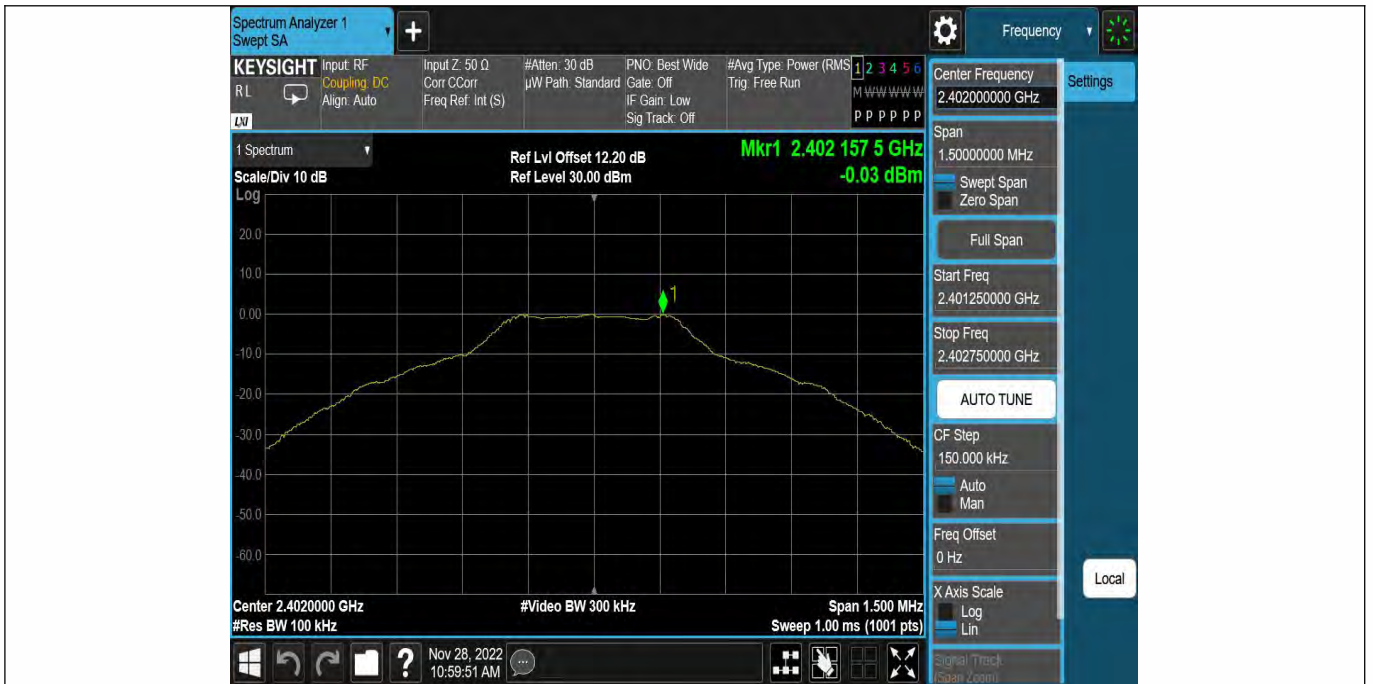 Spectrum Analyzer 1
Swept SA
+
Frequency
KEYSIGHT
R L
LXI
Input: RF
Coupling: DC
Align: Auto
Input Z: 50 Ω
Corr CCorr
Freq Ref: Int (S)
#Atten: 30 dB
µW Path: Standard
PNO: Best Wide
Gate: Off
IF Gain: Low
Sig Track: Off
#Avg Type: Power (RMS
Trig: Free Run
1 2 3 4 5 6
M W W W W W
P P P P P P
1 Spectrum
Scale/Div 10 dB
Ref Lvl Offset 12.20 dB
Ref Level 30.00 dBm
Mkr1 2.402 157 5 GHz
-0.03 dBm
Log
20.0
10.0
0.00
-10.0
-20.0
-30.0
-40.0
-50.0
-60.0
1
Center 2.4020000 GHz
#Res BW 100 kHz
#Video BW 300 kHz
Span 1.500 MHz
Sweep 1.00 ms (1001 pts)
Center Frequency
2.402000000 GHz
Settings
Span
1.50000000 MHz
Swept Span
Zero Span
Full Span
Start Freq
2.401250000 GHz
Stop Freq
2.402750000 GHz
AUTO TUNE
CF Step
150.000 kHz
Auto
Man
Freq Offset
0 Hz
X Axis Scale
Log
Lin
Signal Track
(Span Zoom)
Local
?
Nov 28, 2022
10:59:51 AM